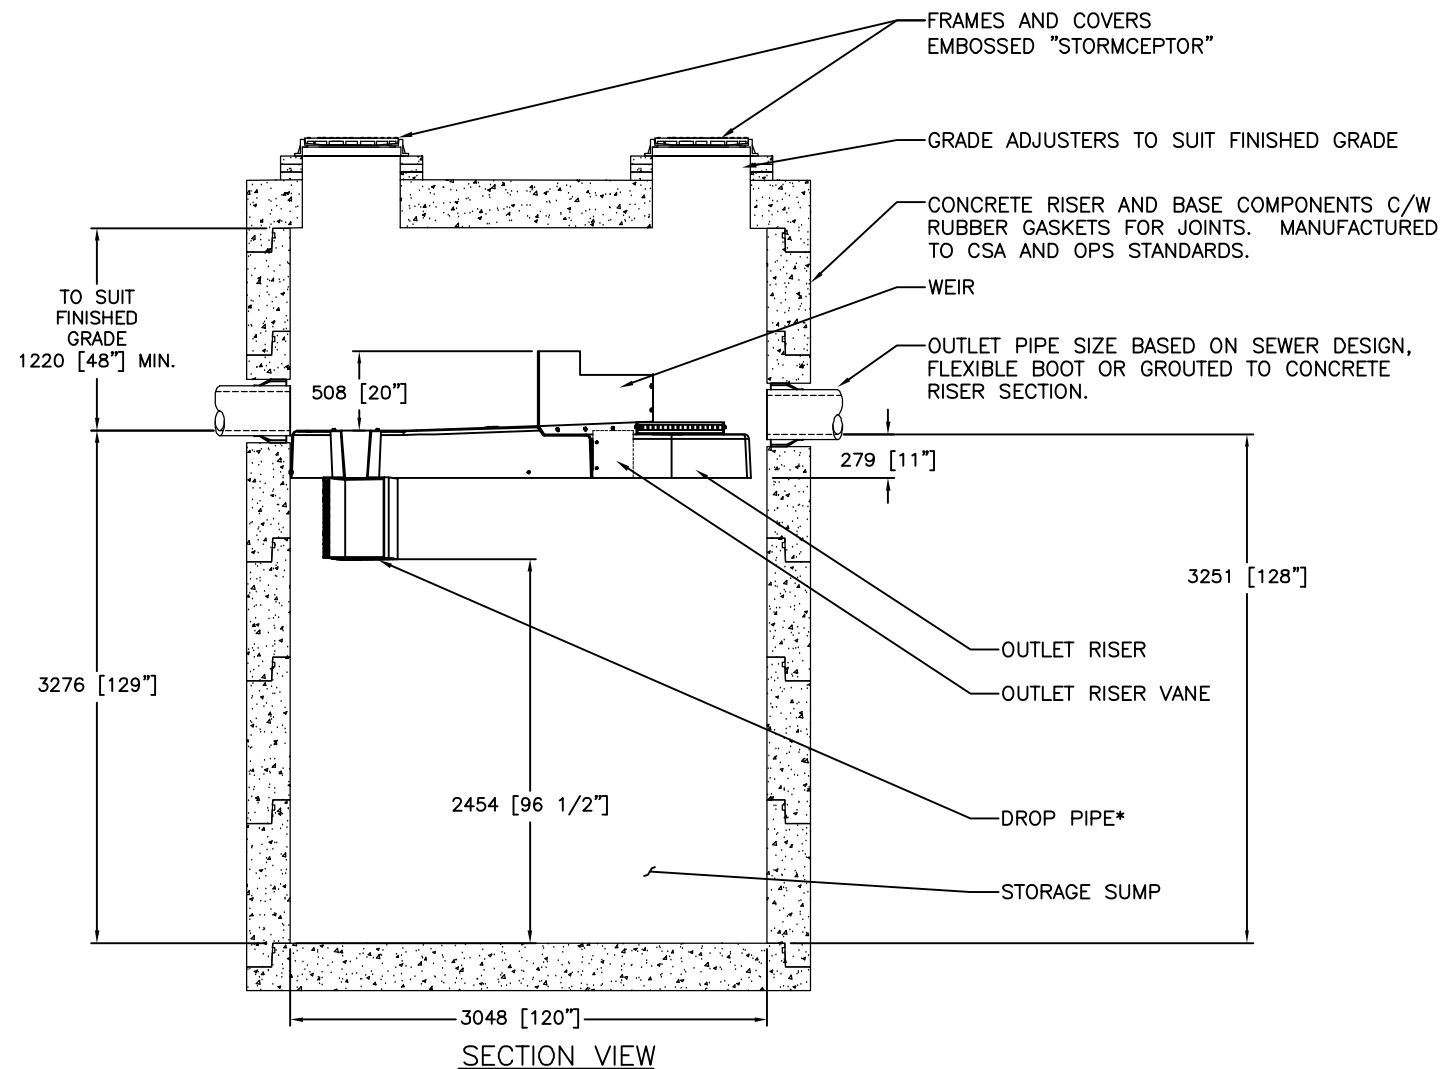 FRAMES AND COVERS
EMBOSSED "STORMCEPTOR"
GRADE ADJUSTERS TO SUIT FINISHED GRADE
CONCRETE RISER AND BASE COMPONENTS C/W
RUBBER GASKETS FOR JOINTS. MANUFACTURED
TO CSA AND OPS STANDARDS.
WEIR
TO SUIT
FINISHED
GRADE
1220 [48"] MIN.
OUTLET PIPE SIZE BASED ON SEWER DESIGN,
FLEXIBLE BOOT OR GROUTED TO CONCRETE
RISER SECTION.
508 [20"]
279 [11"]
3251 [128"]
OUTLET RISER
3276 [129"]
OUTLET RISER VANE
2454 [96 1/2"]
DROP PIPE*
STORAGE SUMP
3048 [120"]
SECTION VIEW